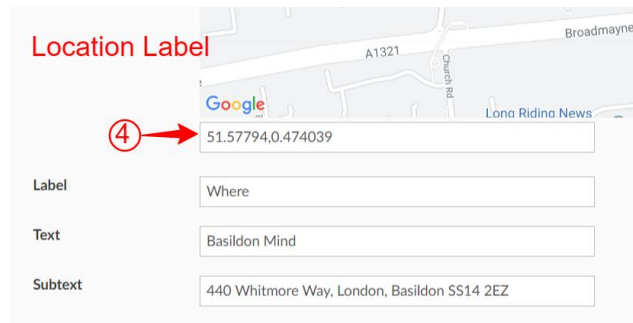 Location Label
A1321
Broadmayne
Church Rd
Google
Long Riding News
④
51.57794,0.474039
Label
Where
Text
Basildon Mind
Subtext
440 Whitmore Way, London, Basildon SS14 2EZ